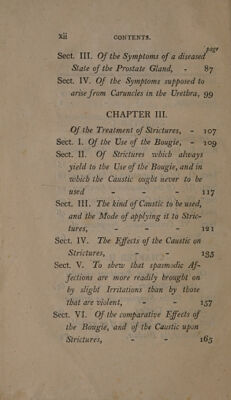 xii CONTENTS.
page
Sect. III. Of the Symptoms of a diseased
State of the Prostate Gland, - 87
Sect. IV. Of the Symptoms supposed to
arise from Caruncles in the Urethra, 99
CHAPTER III.
Of the Treatment of Strictures, - 107
Sect. I. Of the Use of the Bougie, - 109
Sect. II. Of Strictures which always
yield to the Use of the Bougie, and in
which the Caustic ought never to be
used - - - 117
Sect. III. The kind of Caustic to be used,
and the Mode of applying it to Stric-
tures, - - - 121
Sect. IV. The Effects of the Caustic on
Strictures, - - 135
Sect. V. To shew that spasmodic Af-
fections are more readily brought on
by slight Irritations than by those
that are violent, - - 157
Sect. VI. Of the comparative Effects of
the Bougie, and of the Caustic upon
Strictures, - - 165